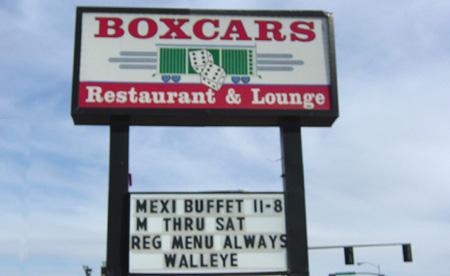 BOXCARS
Restaurant & Lounge
MEXI BUFFET 11-8
M THRU SAT
REG MENU ALWAYS
WALLEYE